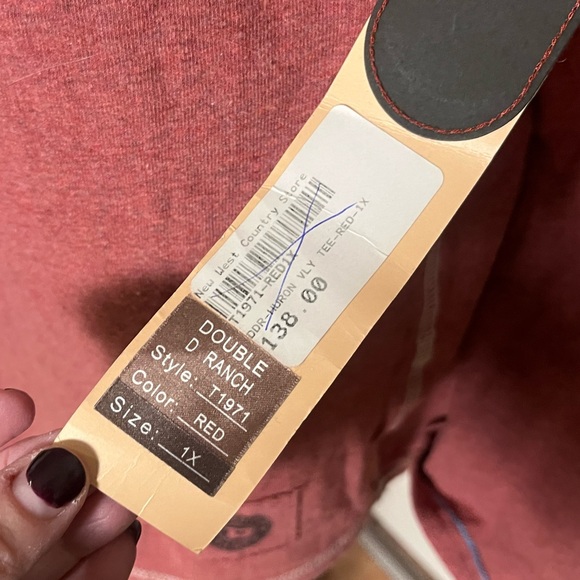 New West Country Store
T1971-RED1X
DDR-HURON VLY TEE-RED-1X
138.00
DOUBLE
D RANCH
Style: T1971
Color: RED
Size: 1X